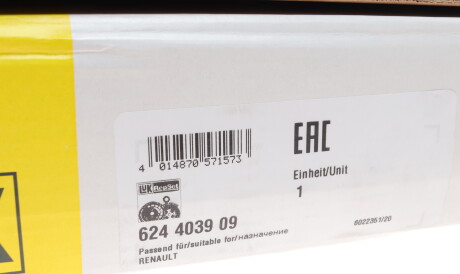 EAC
4 014870 571573
Einheit/Unit
1
LuK RepSet
624 4039 09
6022361/20
Passend für/suitable for/назначение
RENAULT